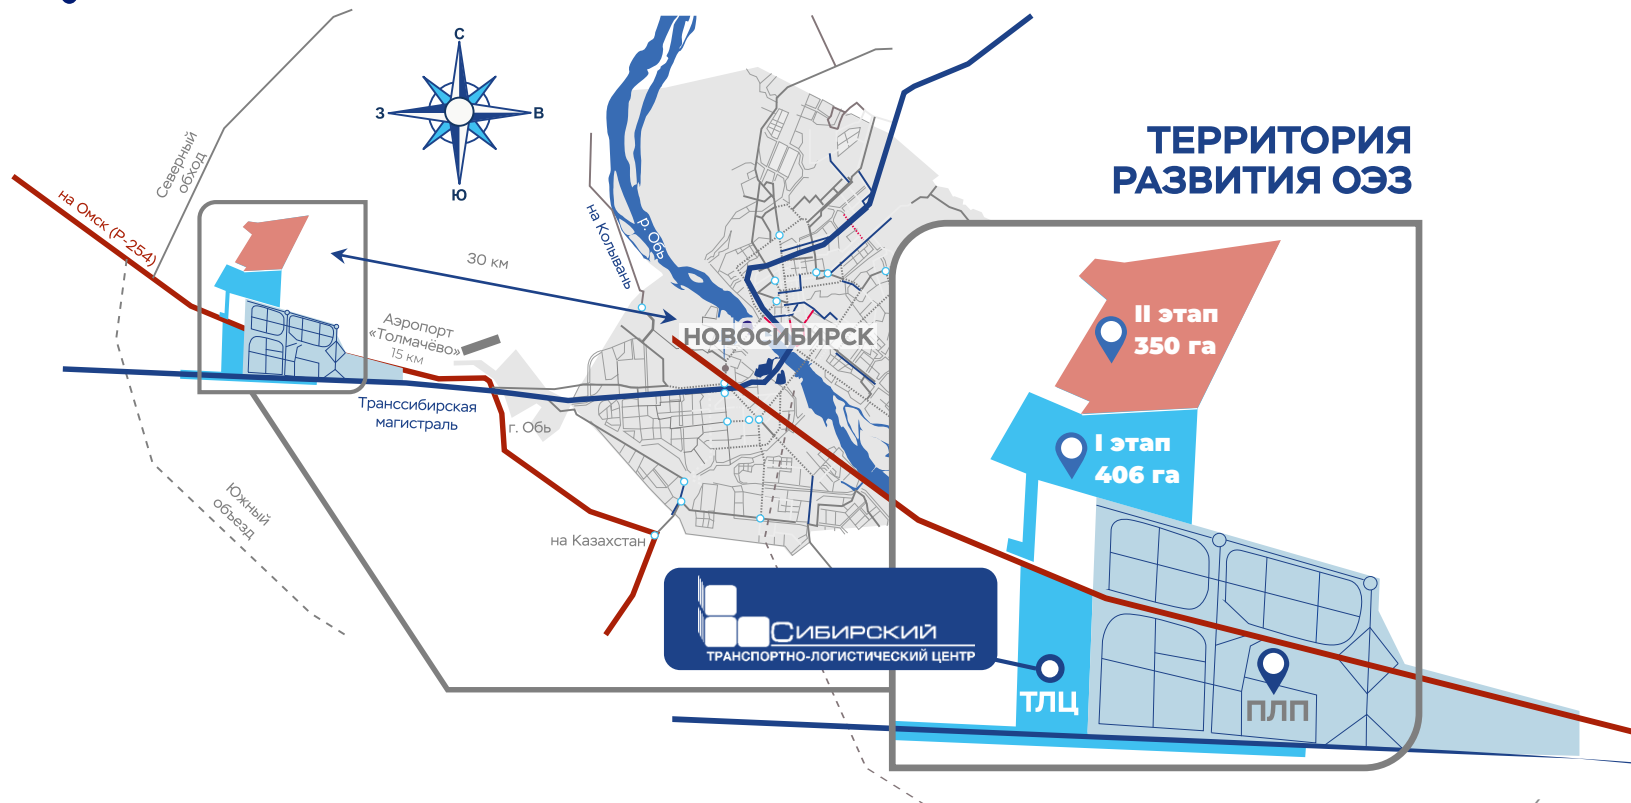 С
З
В
Ю
Северный
обход
на Омск (Р-254)
на Колывань
р. Обь
30 км
Аэропорт
«Толмачёво»
15 км
НОВОСИБИРСК
Транссибирская
магистраль
г. Обь
Южный
объезд
на Казахстан
ТЕРРИТОРИЯ
РАЗВИТИЯ ОЭЗ
II этап
350 га
I этап
406 га
СИБИРСКИЙ
ТРАНСПОРТНО-ЛОГИСТИЧЕСКИЙ ЦЕНТР
ТЛЦ
ПЛП